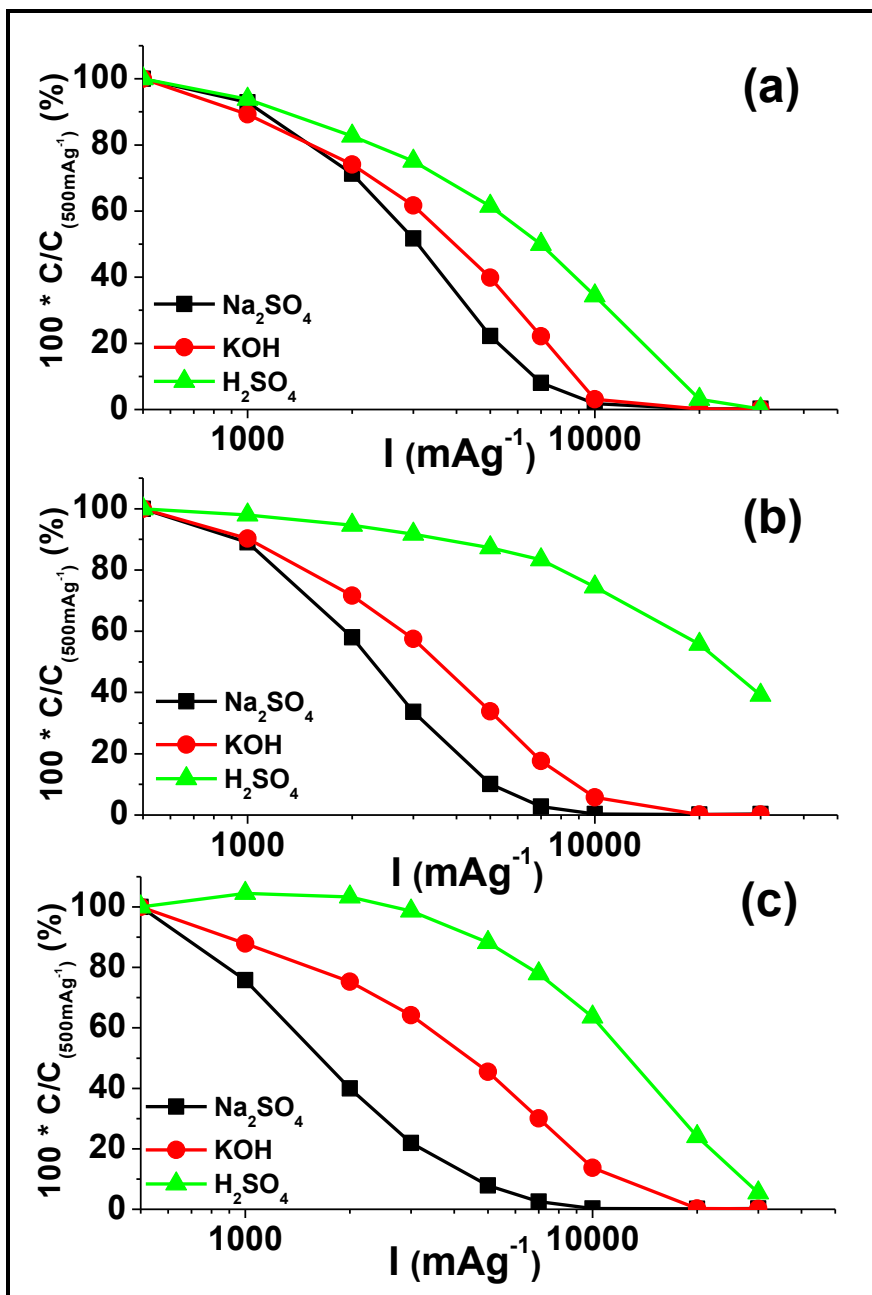 (a)
100 * C/C(500mAg⁻¹) (%)
100
80
60
40
20
0
Na₂SO₄
KOH
H₂SO₄
1000
10000
I (mAg⁻¹)
(b)
100 * C/C(500mAg⁻¹) (%)
100
80
60
40
20
0
Na₂SO₄
KOH
H₂SO₄
1000
10000
I (mAg⁻¹)
(c)
100 * C/C(500mAg⁻¹) (%)
100
80
60
40
20
0
Na₂SO₄
KOH
H₂SO₄
1000
10000
I (mAg⁻¹)